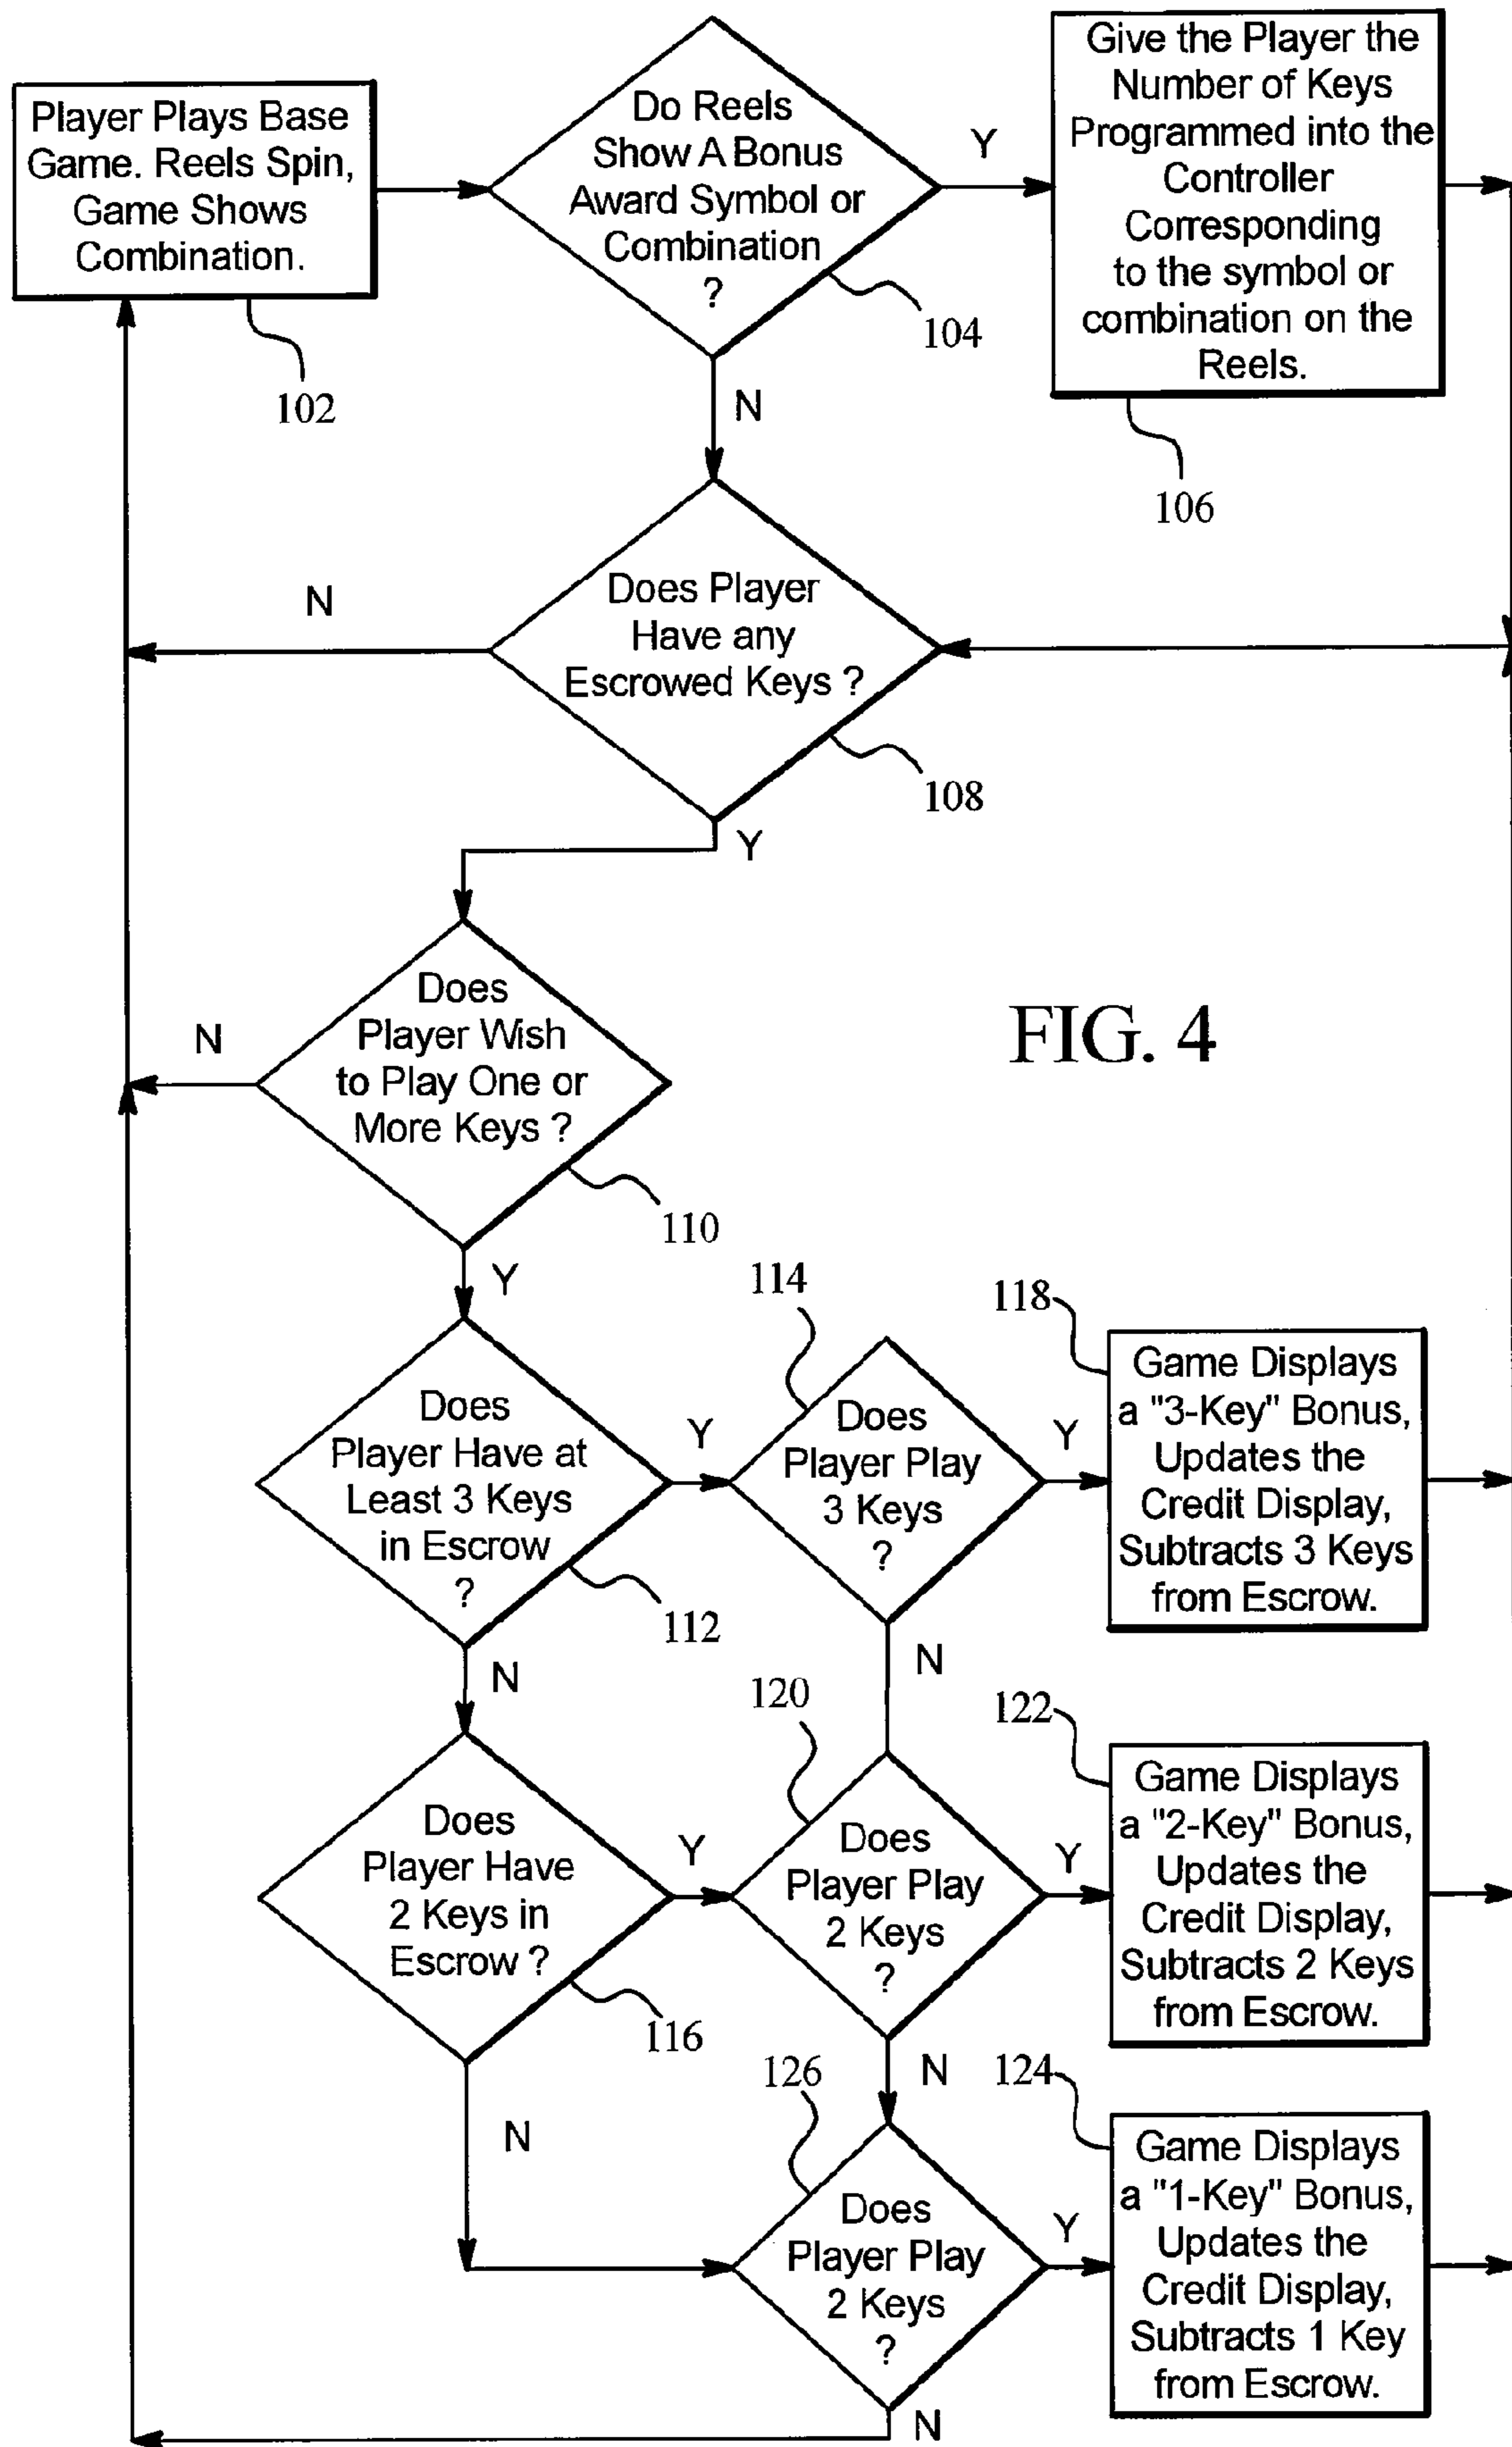 Player Plays Base
Game. Reels Spin,
Game Shows
Combination.
102
Do Reels
Show A Bonus
Award Symbol or
Combination
?
104
Y
N
Give the Player the
Number of Keys
Programmed into the
Controller
Corresponding
to the symbol or
combination on the
Reels.
106
Does Player
Have any
Escrowed Keys ?
108
N
Y
Does
Player Wish
to Play One or
More Keys ?
110
N
Y
FIG. 4
Does
Player Have at
Least 3 Keys
in Escrow
?
112
Y
N
114
Does
Player Play
3 Keys
?
Y
N
118
Game Displays
a "3-Key" Bonus,
Updates the
Credit Display,
Subtracts 3 Keys
from Escrow.
Does
Player Have
2 Keys in
Escrow ?
116
Y
N
120
Does
Player Play
2 Keys
?
Y
N
122
Game Displays
a "2-Key" Bonus,
Updates the
Credit Display,
Subtracts 2 Keys
from Escrow.
126
Does
Player Play
2 Keys
?
Y
N
124
Game Displays
a "1-Key" Bonus,
Updates the
Credit Display,
Subtracts 1 Key
from Escrow.